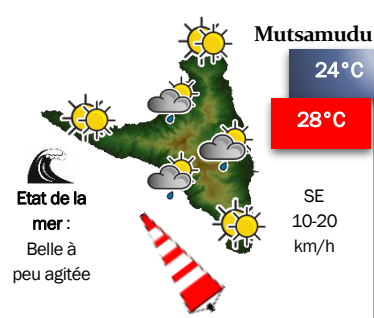 Mutsamudu
24°C
28°C
Etat de la
mer :
Belle à
peu agitée
SE
10-20
km/h